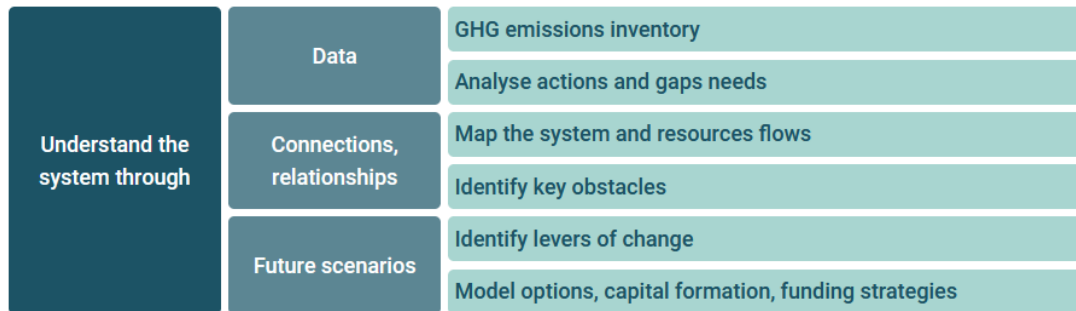 Understand the
system through
Data
GHG emissions inventory
Analyse actions and gaps needs
Connections,
relationships
Map the system and resources flows
Identify key obstacles
Future scenarios
Identify levers of change
Model options, capital formation, funding strategies